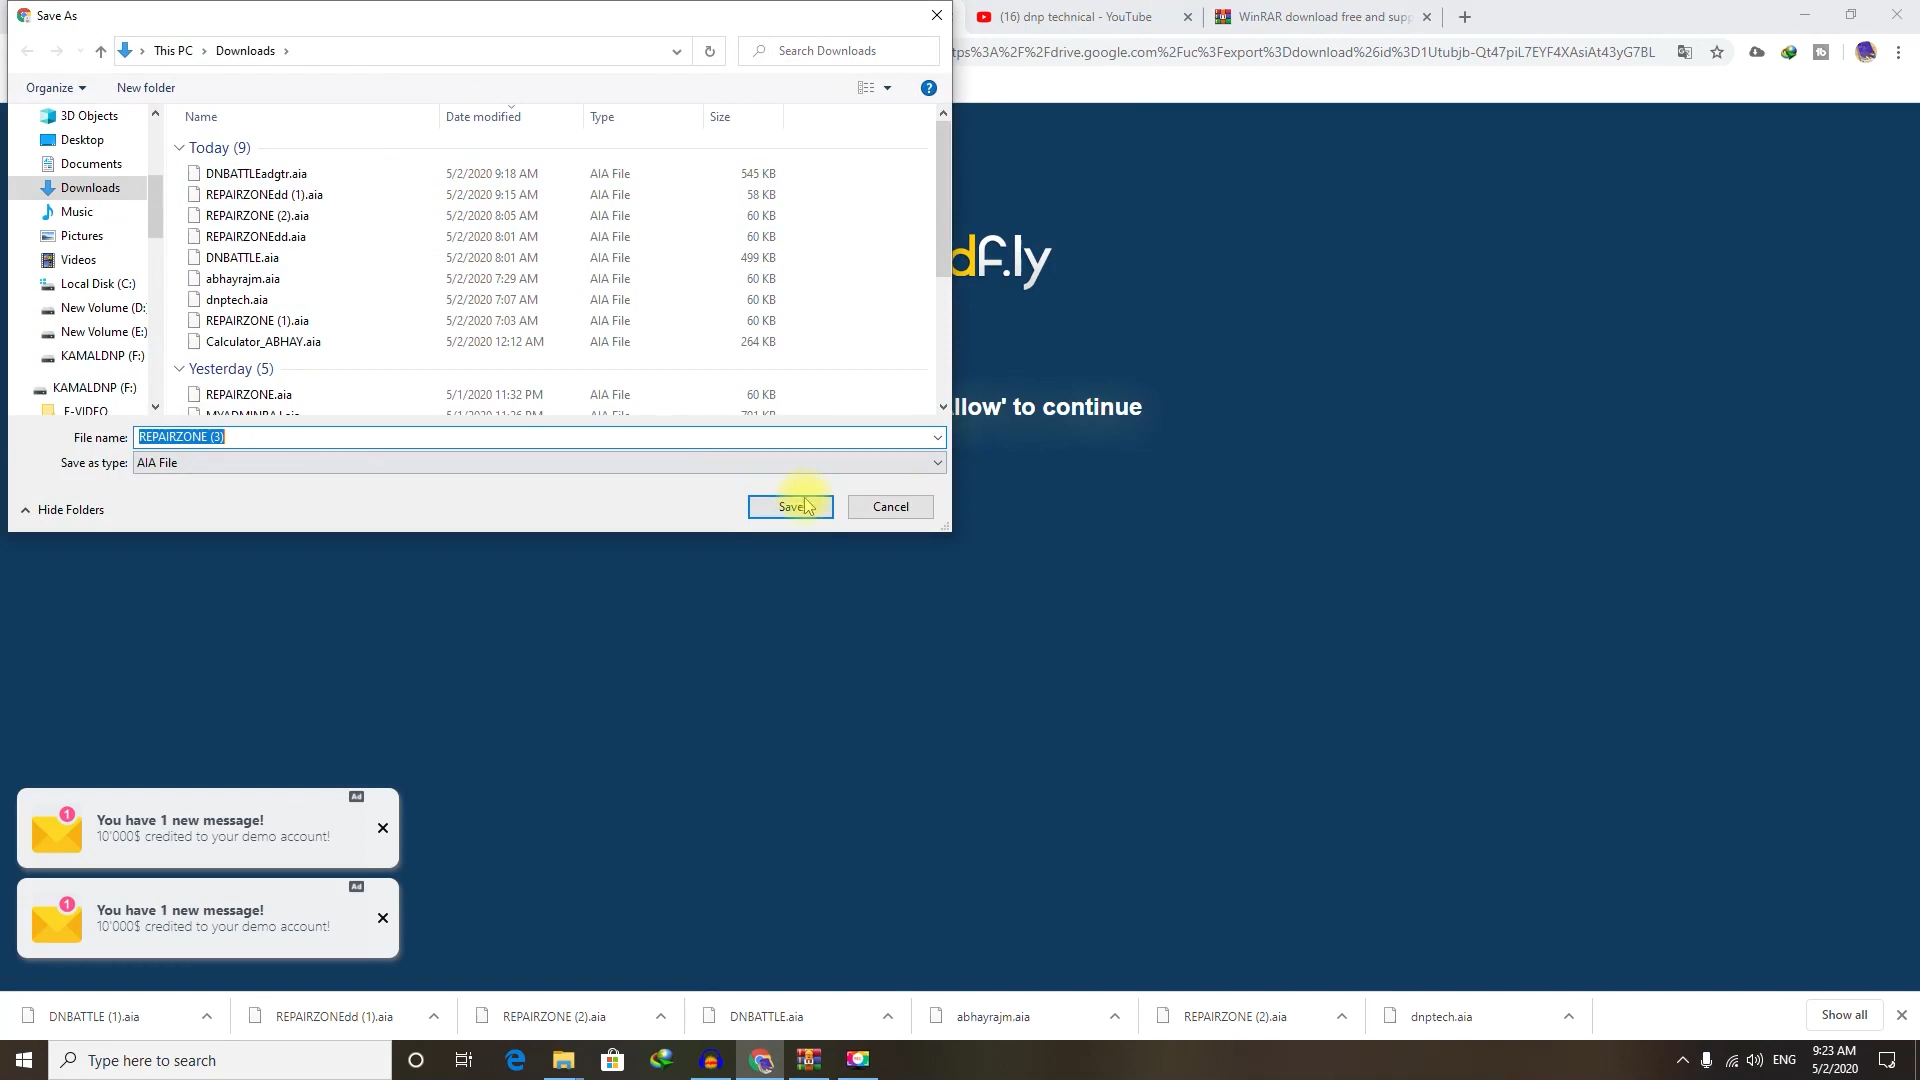 Save As
(16) dnp technical - YouTube
WinRAR download free and supp
This PC > Downloads >
Search Downloads
tps%3A%2F%2Fdrive.google.com%2Fuc%3Fexport%3Ddownload%26id%3D1Utubjb-Qt47piL7EYF4XAsiAt43yG7BL
Organize
New folder
3D Objects
Desktop
Documents
Downloads
Music
Pictures
Videos
Local Disk (C:)
New Volume (D:
New Volume (E:)
KAMALDNP (F:)
KAMALDNP (F:)
F-VIDEO
Name Date modified Type Size
Today (9)
DNBATTLEadgtr.aia 5/2/2020 9:18 AM AIA File 545 KB
REPAIRZONEdd (1).aia 5/2/2020 9:15 AM AIA File 58 KB
REPAIRZONE (2).aia 5/2/2020 8:05 AM AIA File 60 KB
REPAIRZONEdd.aia 5/2/2020 8:01 AM AIA File 60 KB
DNBATTLE.aia 5/2/2020 8:01 AM AIA File 499 KB
abhayrajm.aia 5/2/2020 7:29 AM AIA File 60 KB
dnptech.aia 5/2/2020 7:07 AM AIA File 60 KB
REPAIRZONE (1).aia 5/2/2020 7:03 AM AIA File 60 KB
Calculator_ABHAY.aia 5/2/2020 12:12 AM AIA File 264 KB
Yesterday (5)
REPAIRZONE.aia 5/1/2020 11:32 PM AIA File 60 KB
File name: REPAIRZONE (3)
Save as type: AIA File
Hide Folders
Save
Cancel
dF.ly
llow' to continue
Ad
You have 1 new message!
10'000$ credited to your demo account!
Ad
You have 1 new message!
10'000$ credited to your demo account!
DNBATTLE (1).aia
REPAIRZONEdd (1).aia
REPAIRZONE (2).aia
DNBATTLE.aia
abhayrajm.aia
REPAIRZONE (2).aia
dnptech.aia
Show all
Type here to search
ENG
9:23 AM
5/2/2020